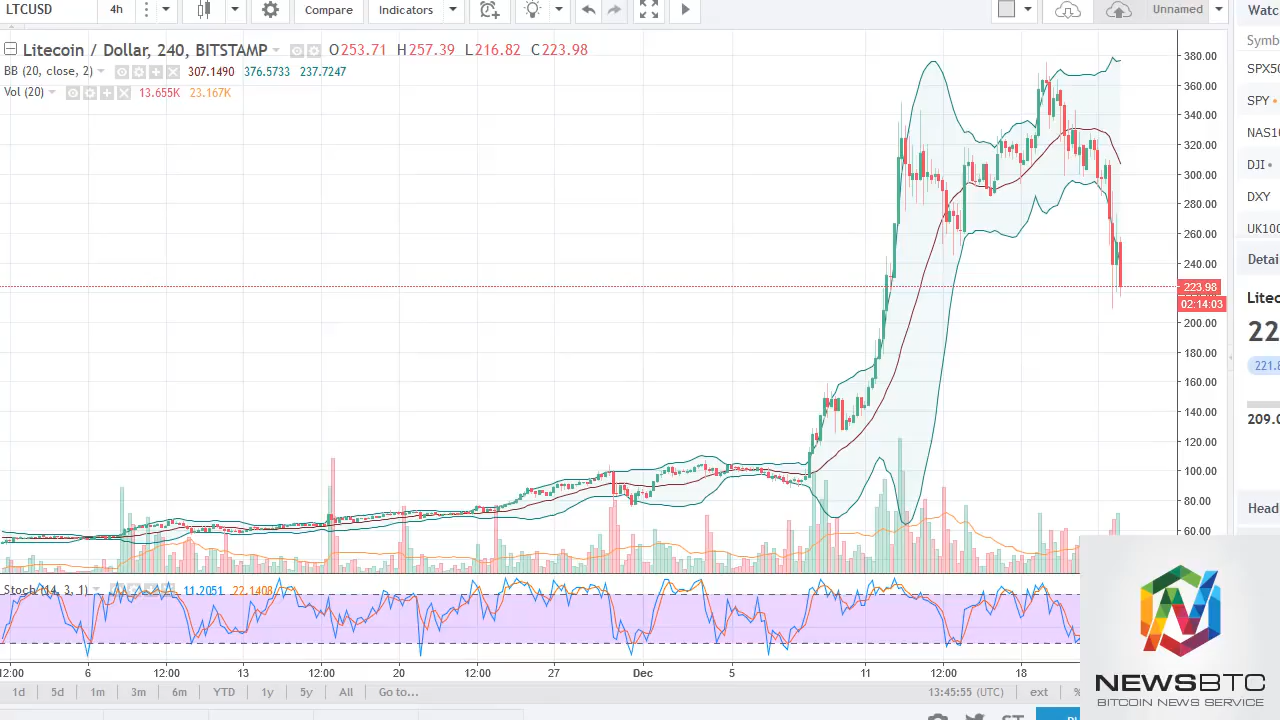 LTCUSD 4h Compare Indicators Unnamed Watc
Litecoin / Dollar, 240, BITSTAMP O253.71 H257.39 L216.82 C223.98
BB (20, close, 2) 307.1490 376.5733 237.7247
Vol (20) 13.655K 23.167K
380.00
360.00
340.00
320.00
300.00
280.00
260.00
240.00
223.98
02:14:03
200.00
180.00
160.00
140.00
120.00
100.00
80.00
60.00
Symb
SPX50
SPY
NAS10
DJI
DXY
UK100
Detai
Litec
22
221.8
209.0
Head
Stoch (14, 3, 1) 11.2051 22.1403
12:00 6 12:00 13 12:00 20 12:00 27 Dec 5 11 12:00 18
1d 5d 1m 3m 6m YTD 1y 5y All Go to... 13:45:55 (UTC) ext %
NEWSBTC
BITCOIN NEWS SERVICE